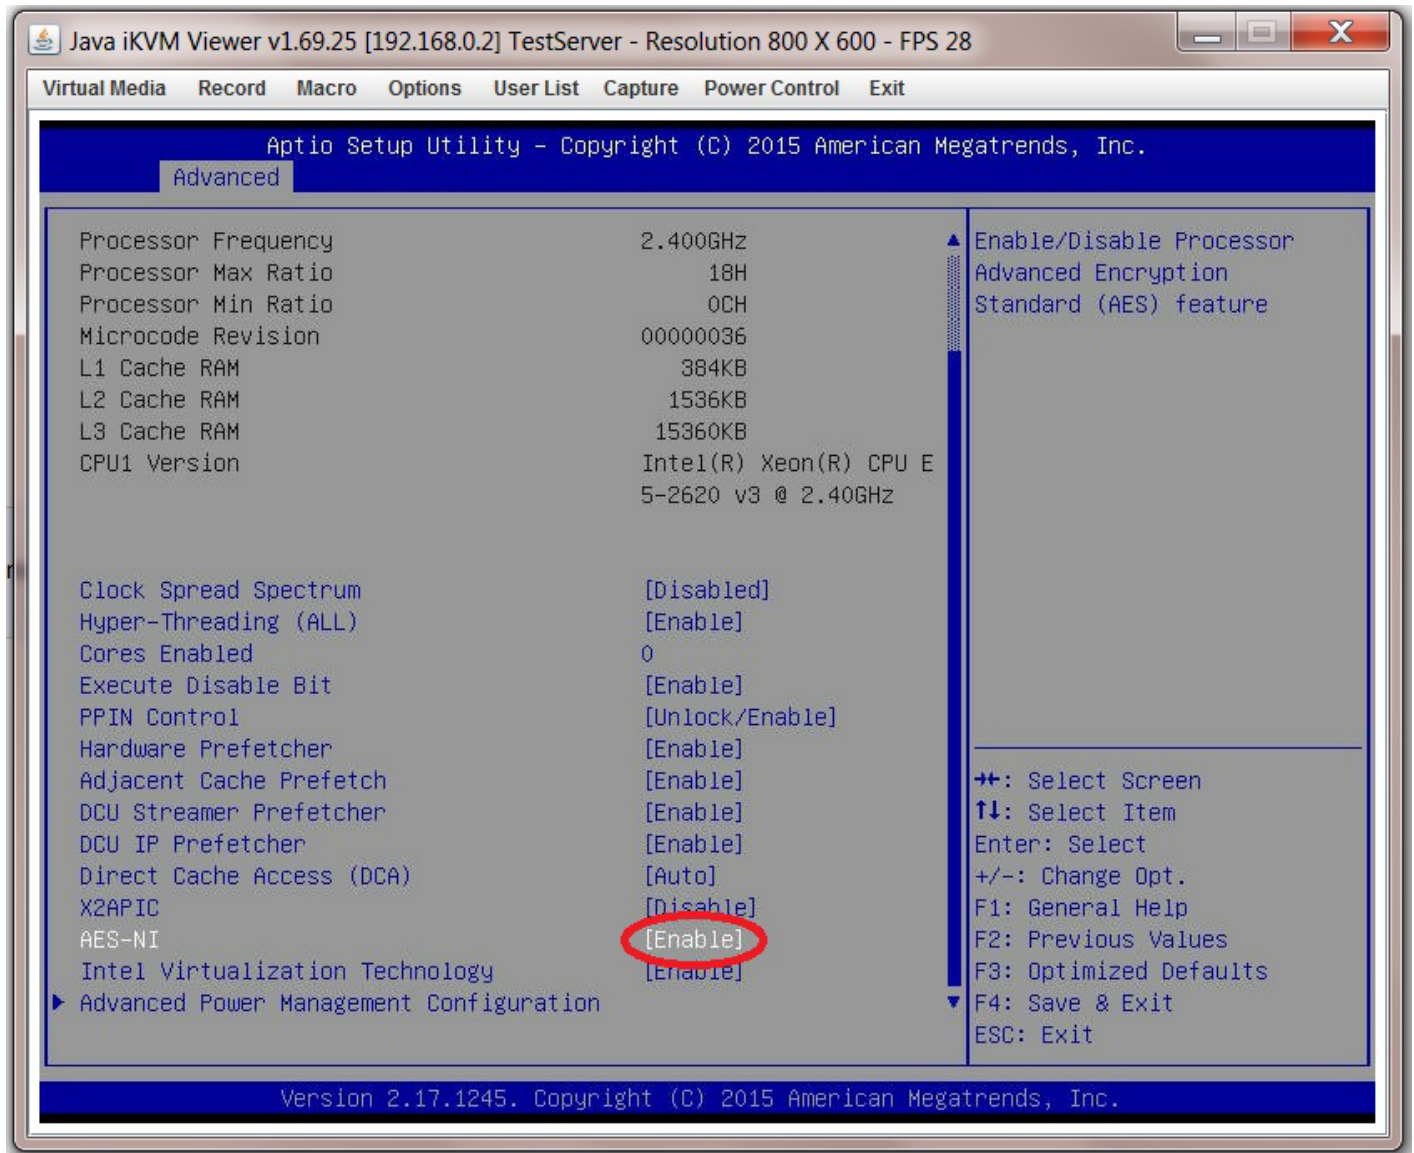 Java iKVM Viewer v1.69.25 [192.168.0.2] TestServer - Resolution 800 X 600 - FPS 28
Virtual Media Record Macro Options User List Capture Power Control Exit
Aptio Setup Utility – Copyright (C) 2015 American Megatrends, Inc.
Advanced
Processor Frequency 2.400GHz
Processor Max Ratio 18H
Processor Min Ratio 0CH
Microcode Revision 00000036
L1 Cache RAM 384KB
L2 Cache RAM 1536KB
L3 Cache RAM 15360KB
CPU1 Version Intel(R) Xeon(R) CPU E
5-2620 v3 @ 2.40GHz
Clock Spread Spectrum [Disabled]
Hyper-Threading (ALL) [Enable]
Cores Enabled 0
Execute Disable Bit [Enable]
PPIN Control [Unlock/Enable]
Hardware Prefetcher [Enable]
Adjacent Cache Prefetch [Enable]
DCU Streamer Prefetcher [Enable]
DCU IP Prefetcher [Enable]
Direct Cache Access (DCA) [Auto]
X2APIC [Disable]
AES-NI [Enable]
Intel Virtualization Technology [Enable]
Advanced Power Management Configuration
Enable/Disable Processor
Advanced Encryption
Standard (AES) feature
→←: Select Screen
↑↓: Select Item
Enter: Select
+/-: Change Opt.
F1: General Help
F2: Previous Values
F3: Optimized Defaults
F4: Save & Exit
ESC: Exit
Version 2.17.1245. Copyright (C) 2015 American Megatrends, Inc.